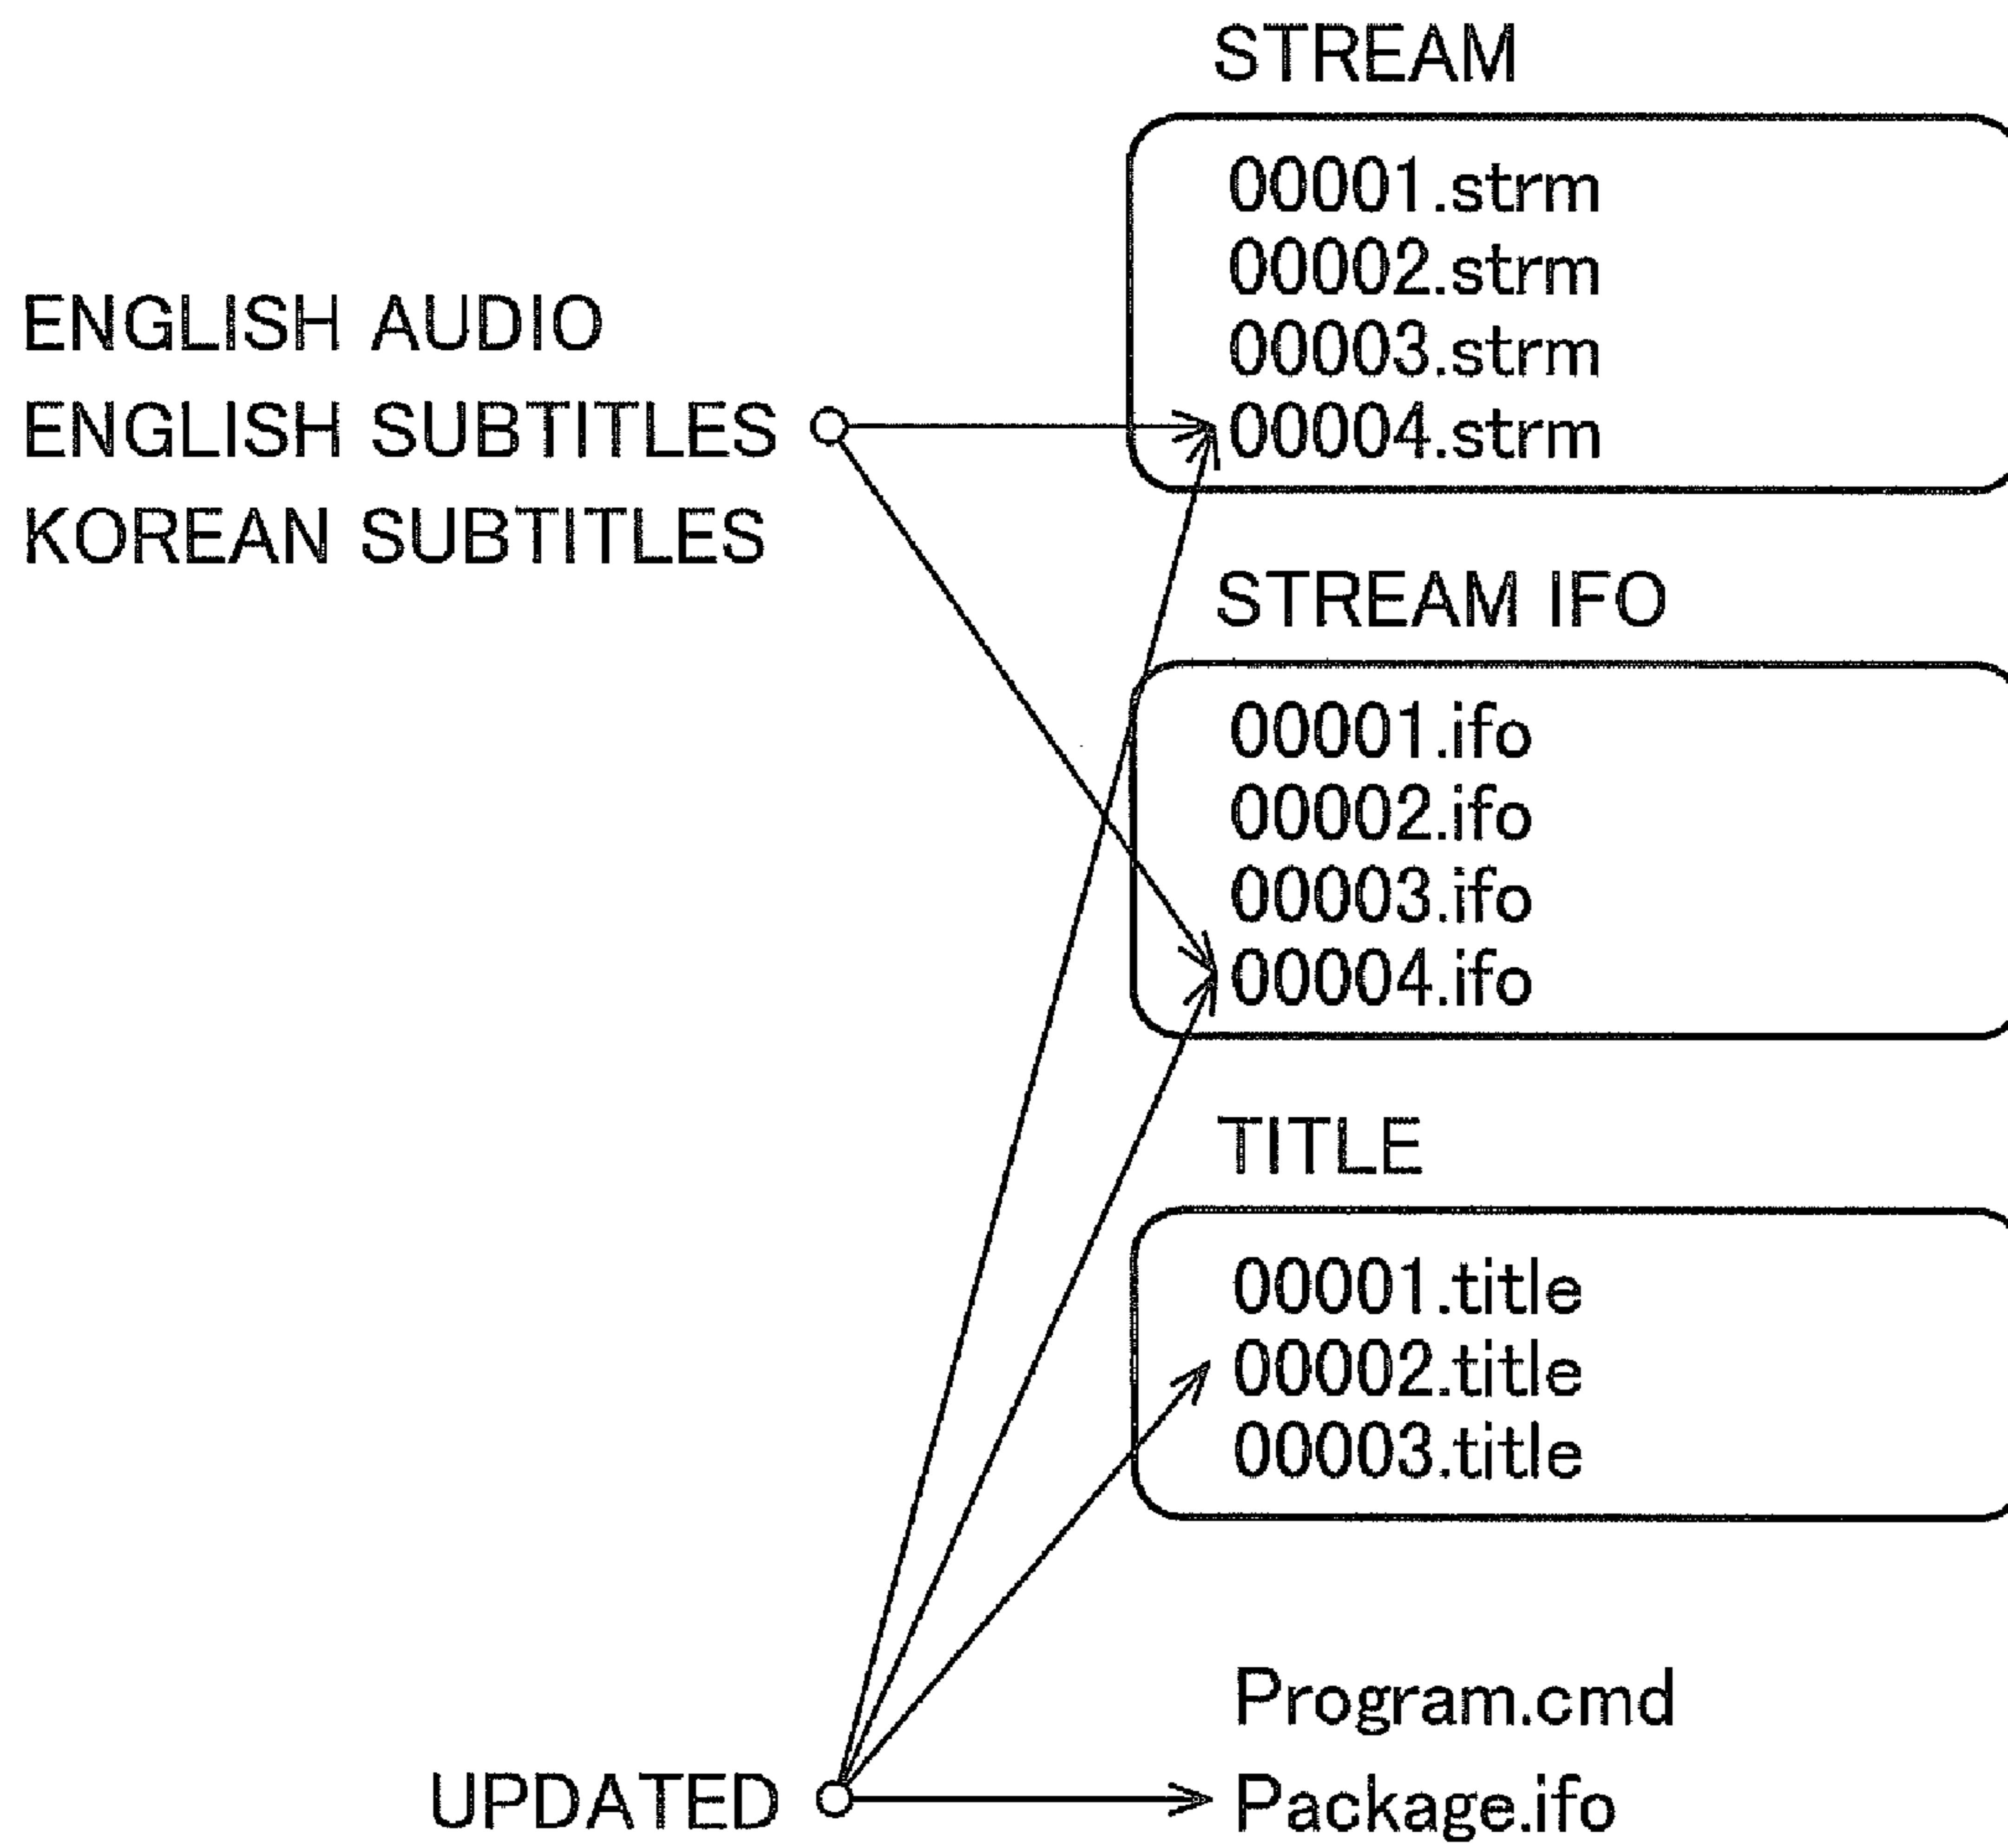 STREAM
00001.strm
00002.strm
00003.strm
00004.strm
ENGLISH AUDIO
ENGLISH SUBTITLES
KOREAN SUBTITLES
STREAM IFO
00001.ifo
00002.ifo
00003.ifo
00004.ifo
TITLE
00001.title
00002.title
00003.title
Program.cmd
UPDATED
Package.ifo